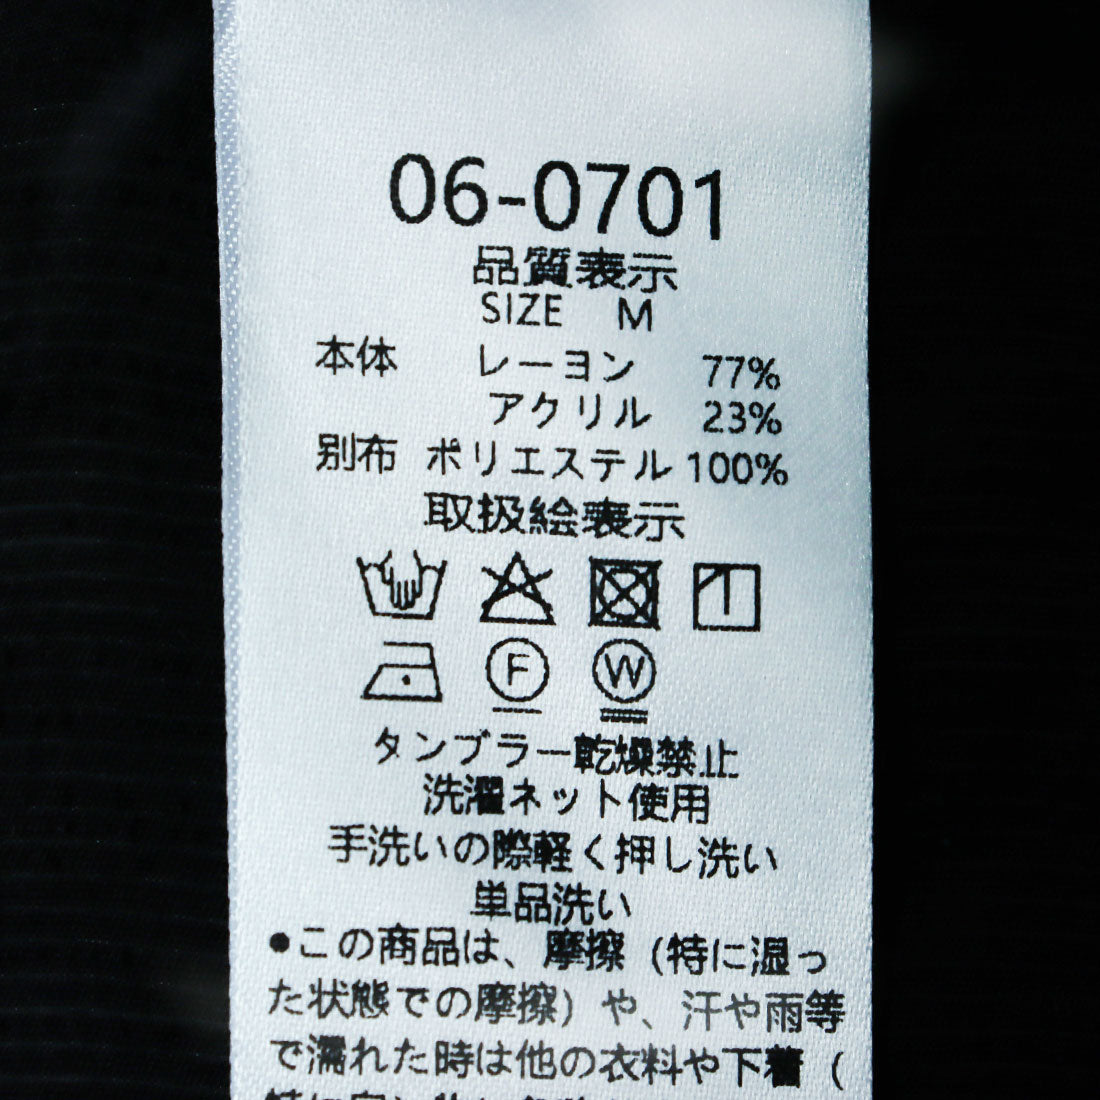 06-0701
品質表示
SIZE M
本体 レーヨン 77%
アクリル 23%
別布 ポリエステル 100%
取扱絵表示
F W
タンブラー乾燥禁止
洗濯ネット使用
手洗いの際軽く押し洗い
単品洗い
●この商品は、摩擦（特に湿っ
た状態での摩擦）や、汗や雨等
で濡れた時は他の衣料や下着（